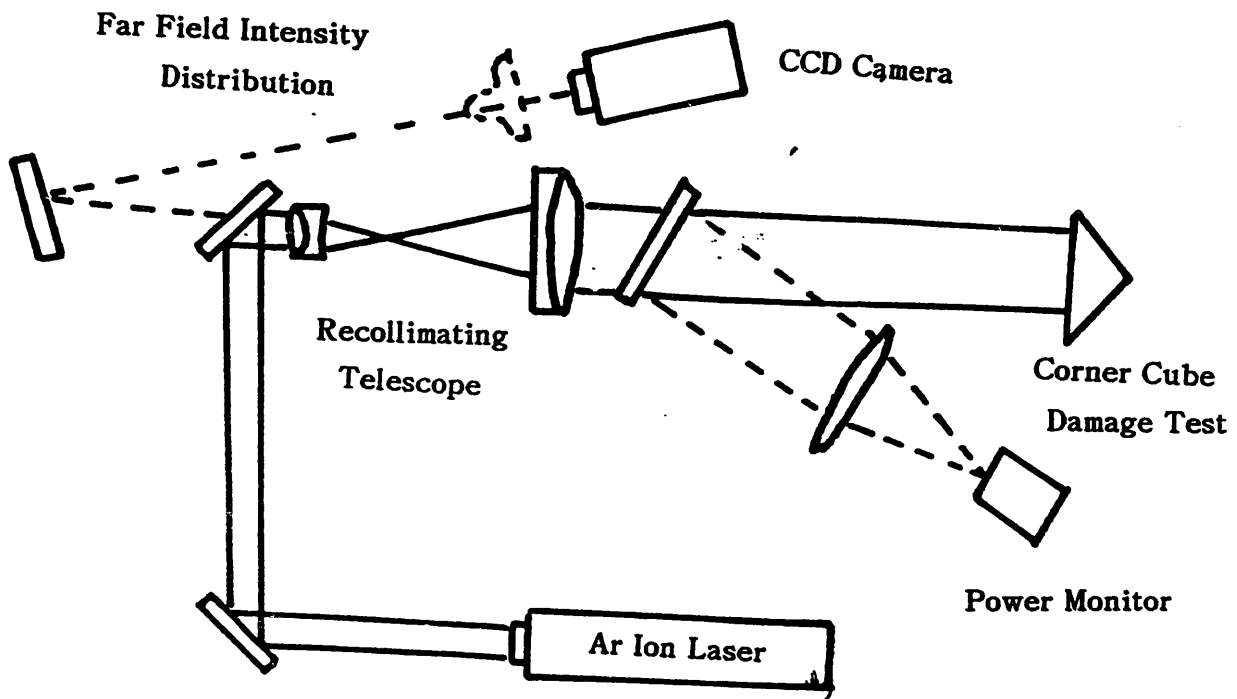 Far Field Intensity
Distribution
CCD Camera
Recollimating
Telescope
Corner Cube
Damage Test
Power Monitor
Ar Ion Laser